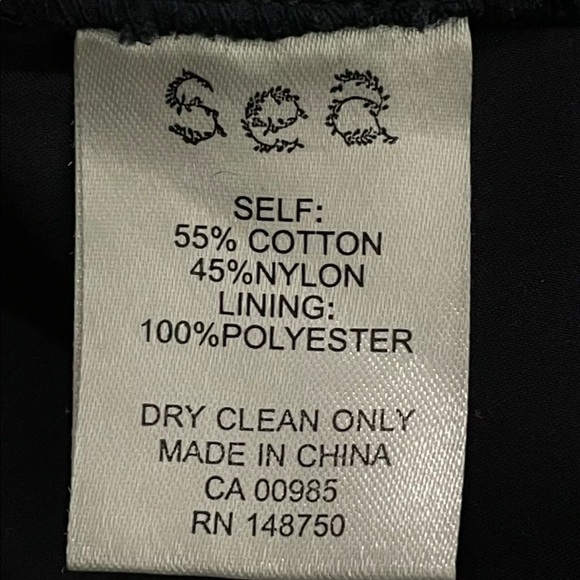 Sea
SELF:
55% COTTON
45%NYLON
LINING:
100%POLYESTER
DRY CLEAN ONLY
MADE IN CHINA
CA 00985
RN 148750